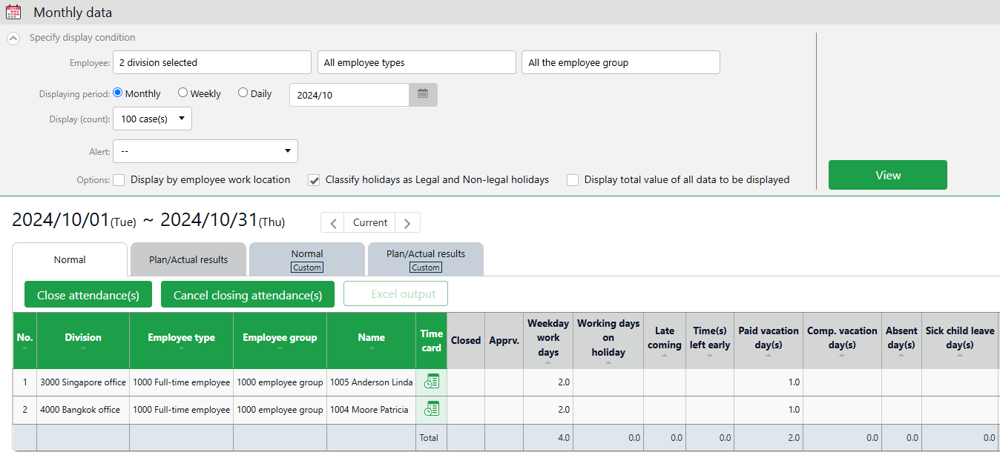 Monthly data
Specify display condition
Employee: 2 division selected All employee types All the employee group
Displaying period: Monthly Weekly Daily 2024/10
Display (count): 100 case(s)
Alert: --
Options: Display by employee work location Classify holidays as Legal and Non-legal holidays Display total value of all data to be displayed
View
2024/10/01(Tue) ~ 2024/10/31(Thu) Current
Normal Plan/Actual results Normal Custom Plan/Actual results Custom
Close attendance(s) Cancel closing attendance(s) Excel output
No. Division Employee type Employee group Name Time card Closed Apprv. Weekday work days Working days on holiday Late coming Time(s) left early Paid vacation day(s) Comp. vacation day(s) Absent day(s) Sick child leave day(s)
1 3000 Singapore office 1000 Full-time employee 1000 employee group 1005 Anderson Linda 2.0 1.0
2 4000 Bangkok office 1000 Full-time employee 1000 employee group 1004 Moore Patricia 2.0 1.0
Total 4.0 0.0 0.0 0.0 2.0 0.0 0.0 0.0